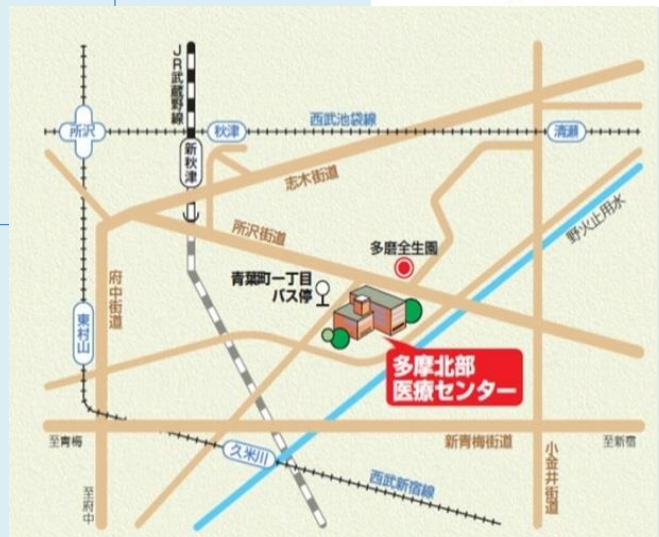 JR武蔵野線
所沢
秋津
西武池袋線
清瀬
新秋津
志木街道
所沢街道
野火止用水
多磨全生園
青葉町一丁目
バス停
府中街道
東村山
多摩北部
医療センター
至青梅
新青梅街道
至新宿
久米川
小金井街道
西武新宿線
至府中